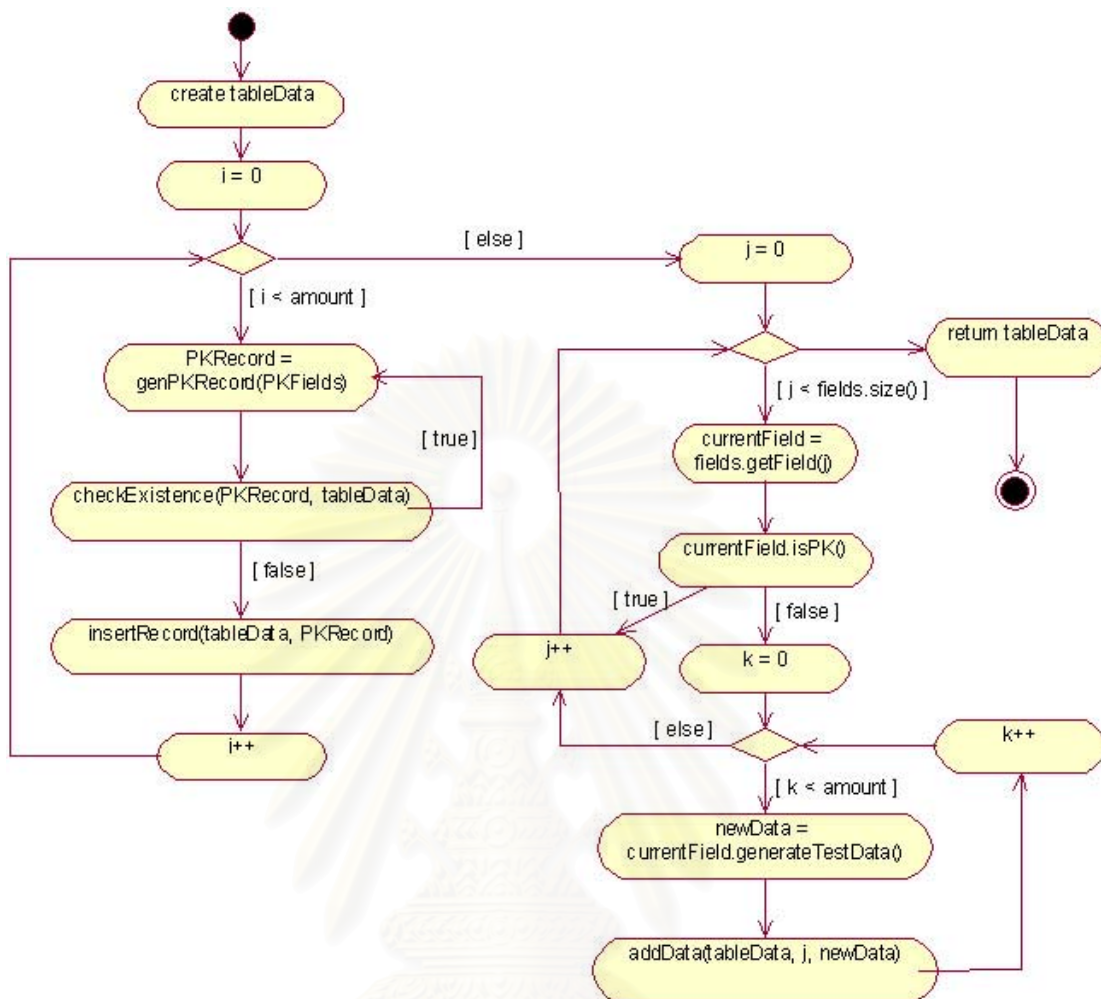 create tableData
i = 0
[ else ]
j = 0
[ i < amount ]
return tableData
PKRecord =
genPKRecord(PKFields)
[ j < fields.size() ]
[ true ]
currentField =
fields.getField(j)
checkExistence(PKRecord, tableData)
currentField.isPK()
[ false ]
[ true ]
[ false ]
insertRecord(tableData, PKRecord)
j++
k = 0
i++
[ else ]
k++
[ k < amount ]
newData =
currentField.generateTestData()
addData(tableData, j, newData)